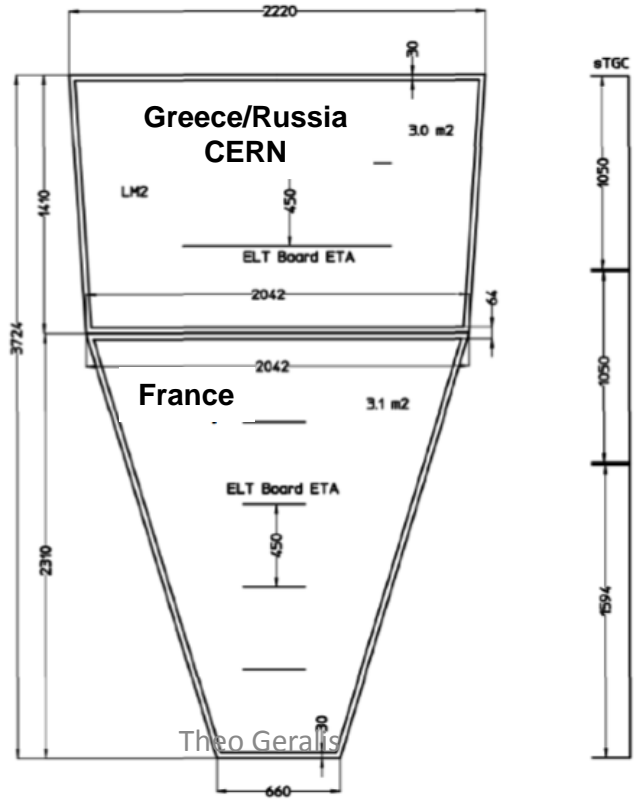 2220
30
sTGC
Greece/Russia
CERN
3.0 m2
1050
LM2
450
1410
ELT Board ETA
2042
64
3724
2042
1050
France
3.1 m2
ELT Board ETA
450
2310
1594
30
Theo Geralis
660